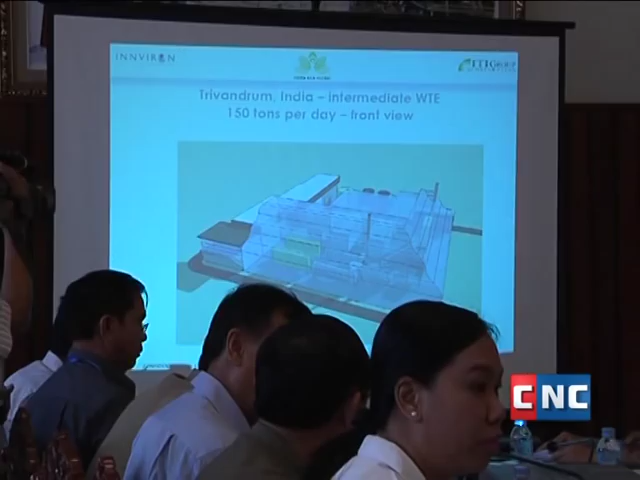 INNVIRON
Trivandrum, India – intermediate WTE
150 tons per day – front view
CNC